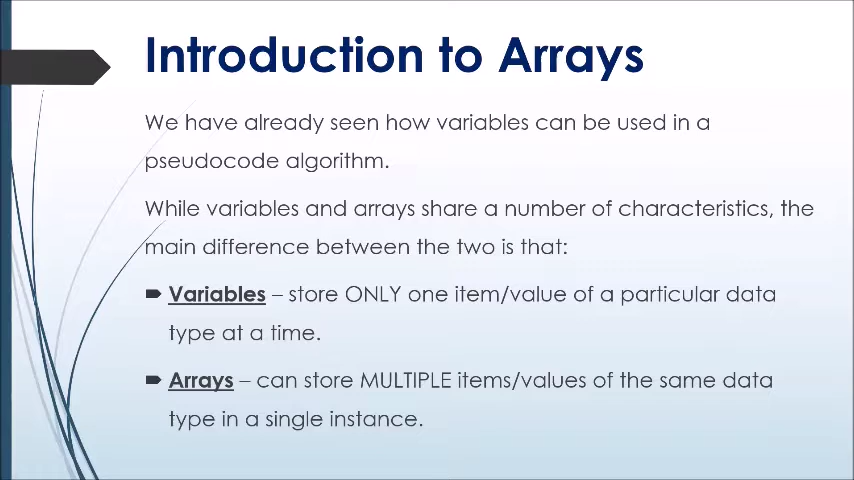 Introduction to Arrays
We have already seen how variables can be used in a
pseudocode algorithm.
While variables and arrays share a number of characteristics, the
main difference between the two is that:
Variables – store ONLY one item/value of a particular data
type at a time.
Arrays – can store MULTIPLE items/values of the same data
type in a single instance.